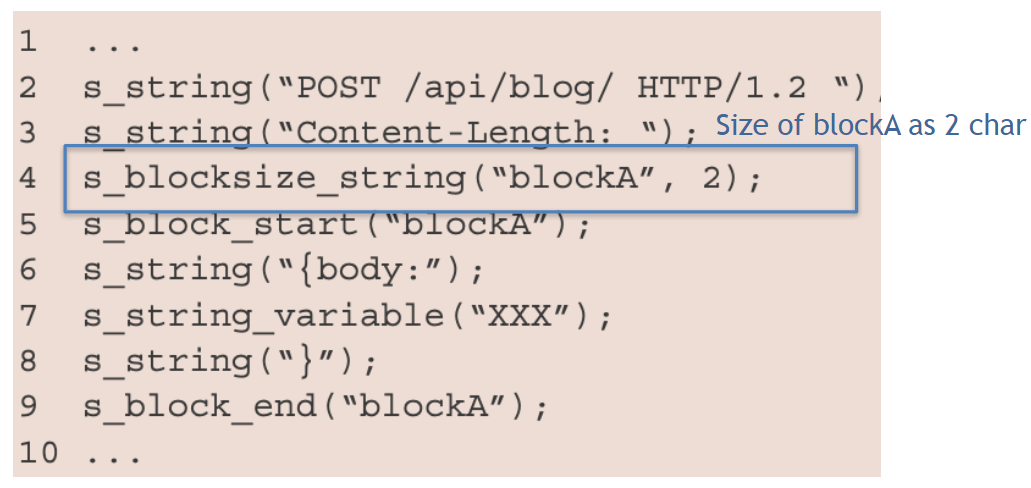 1 ...
2 s_string(“POST /api/blog/ HTTP/1.2 “),
3 s_string(“Content-Length: “); Size of blockA as 2 char
4 s_blocksize_string(“blockA”, 2);
5 s_block_start(“blockA”);
6 s_string(“{body:”);
7 s_string_variable(“XXX”);
8 s_string(“}”);
9 s_block_end(“blockA”);
10 ...